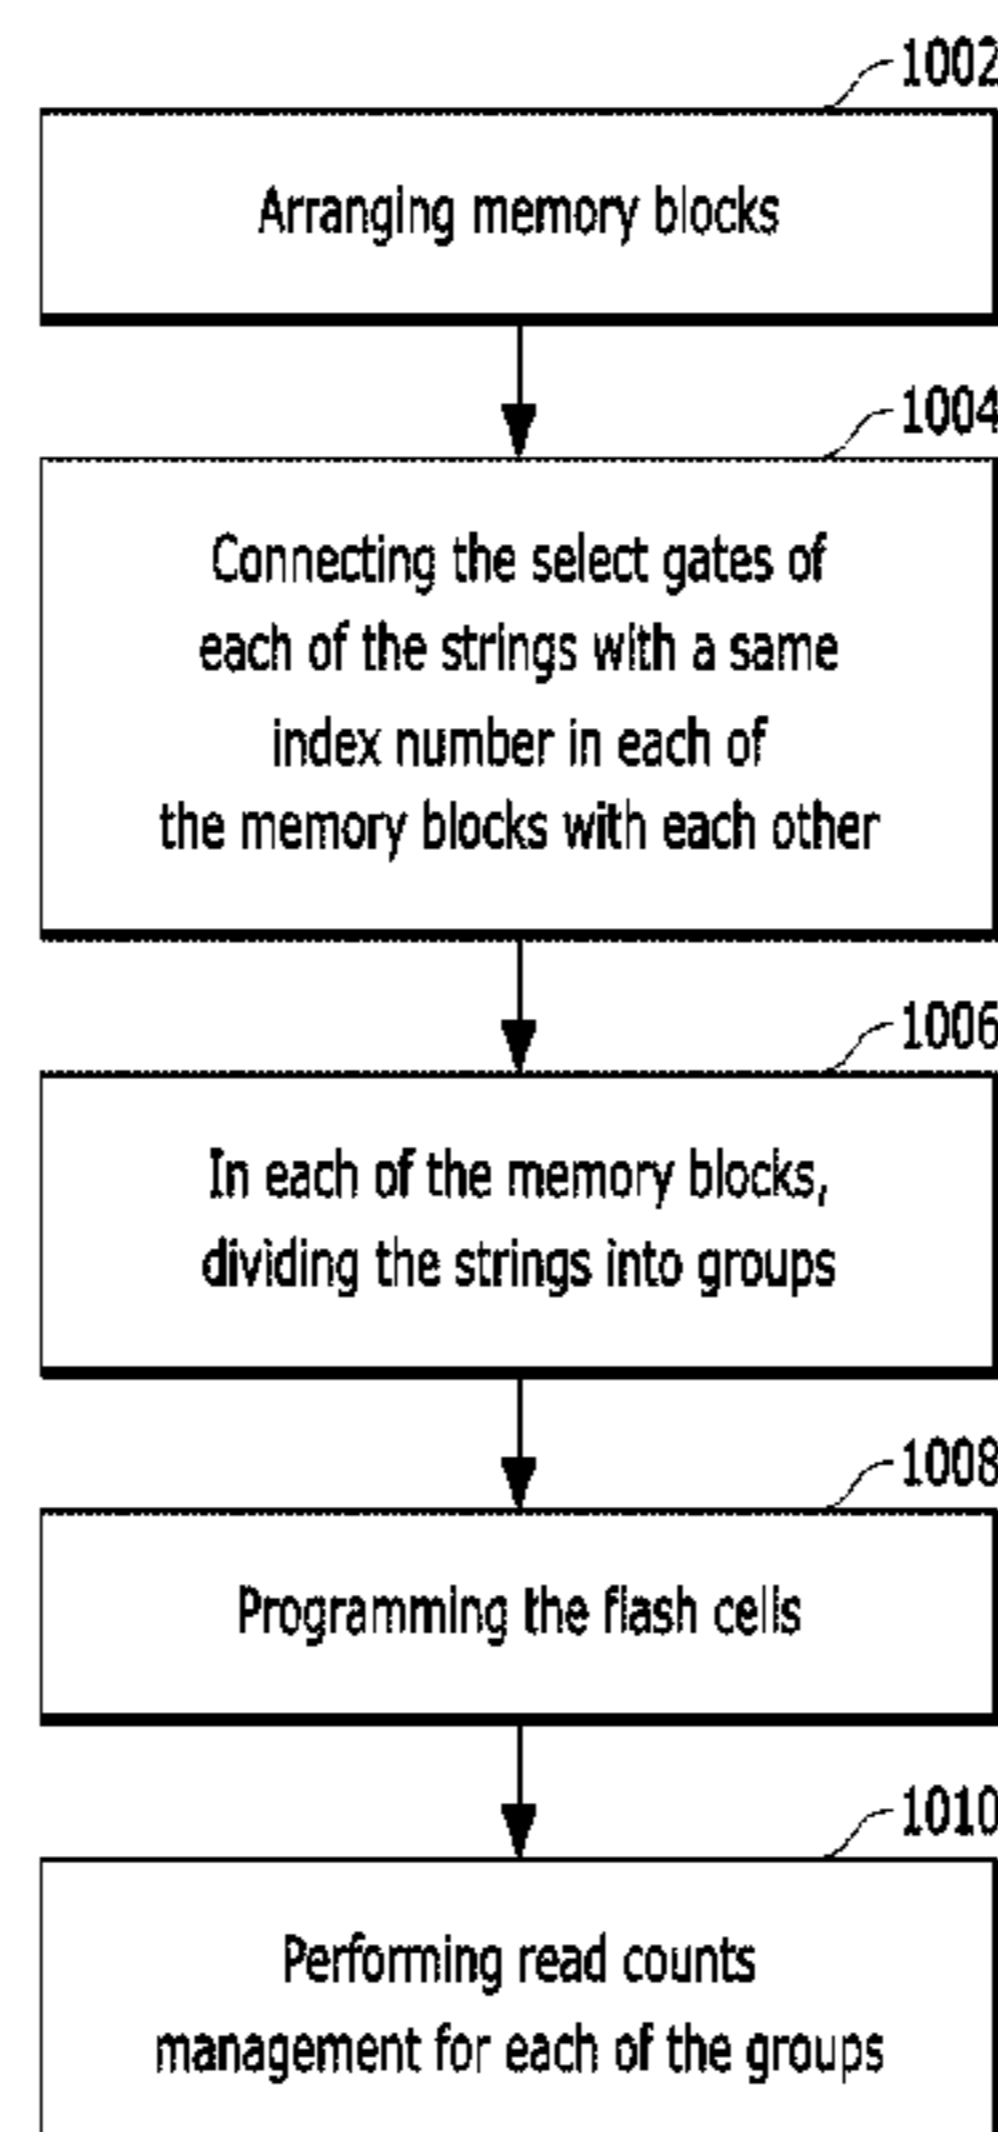 1002
Arranging memory blocks
1004
Connecting the select gates of
each of the strings with a same
index number in each of
the memory blocks with each other
1006
In each of the memory blocks,
dividing the strings into groups
1008
Programming the flash cells
1010
Performing read counts
management for each of the groups